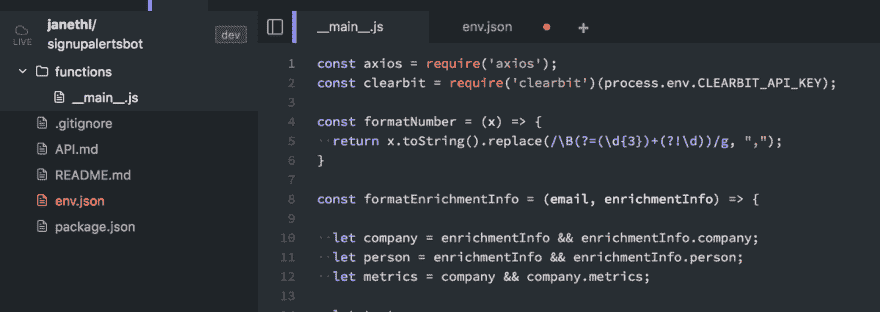 janethl/
signupalertsbot
LIVE
dev
functions
__main__.js
.gitignore
API.md
README.md
env.json
package.json
__main__.js
env.json
1 const axios = require('axios');
2 const clearbit = require('clearbit')(process.env.CLEARBIT_API_KEY);
3
4 const formatNumber = (x) => {
5 return x.toString().replace(/\B(?=(\d{3})+(?!\d))/g, ",");
6 }
7
8 const formatEnrichmentInfo = (email, enrichmentInfo) => {
9
10 let company = enrichmentInfo && enrichmentInfo.company;
11 let person = enrichmentInfo && enrichmentInfo.person;
12 let metrics = company && company.metrics;
13